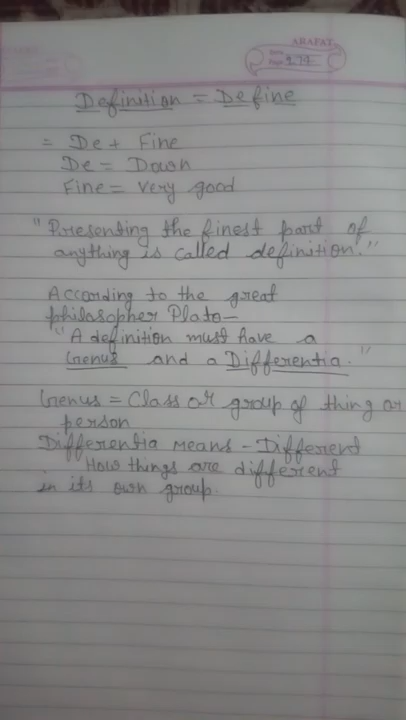 ARAFAT
Page
Definition = Define
= De + Fine
De = Down
Fine = Very good
"Presenting the finest part of
anything is called definition."
According to the great
philosopher Plato—
"A definition must have a
Genus and a Differentia."
Genus = Class or group of thing or
person
Differentia means - Different
How things are different
in its own group.